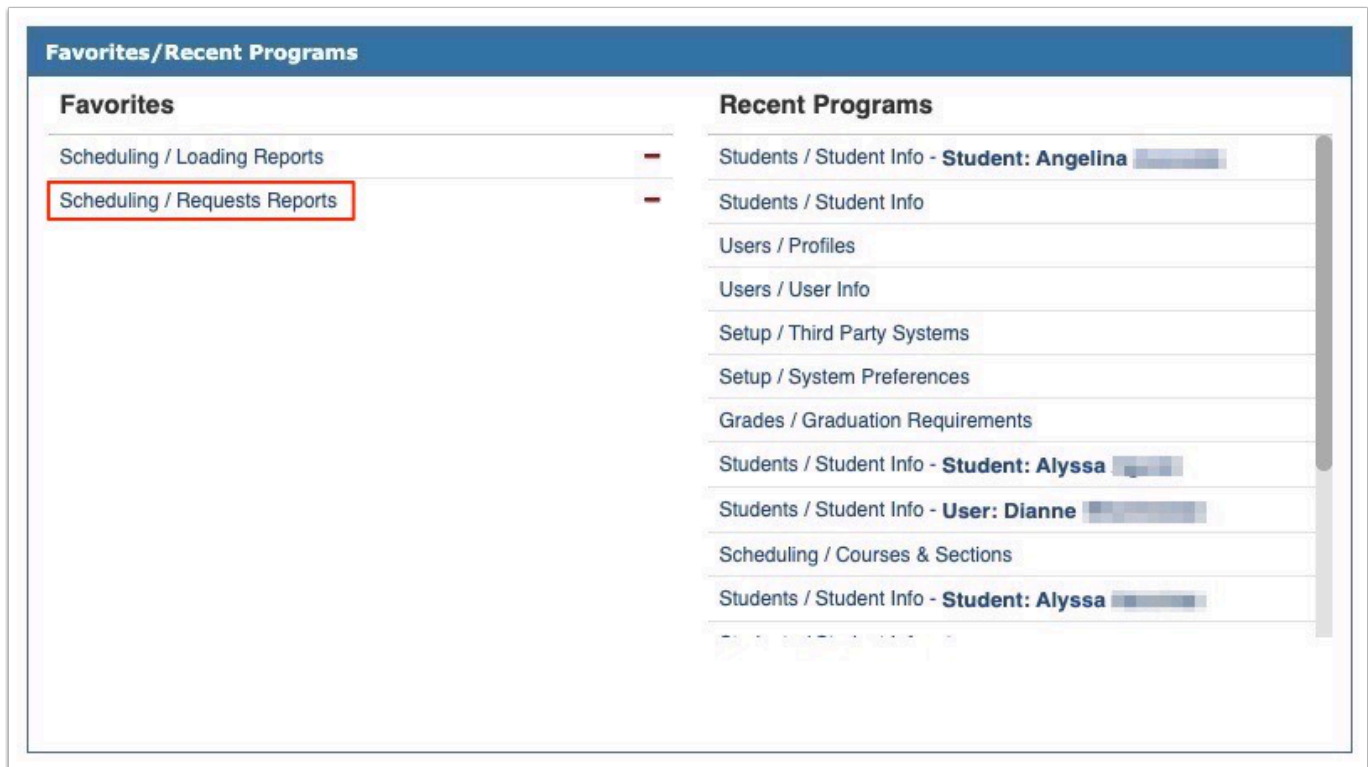 Favorites/Recent Programs
Favorites
Scheduling / Loading Reports
Scheduling / Requests Reports
Recent Programs
Students / Student Info - Student: Angelina
Students / Student Info
Users / Profiles
Users / User Info
Setup / Third Party Systems
Setup / System Preferences
Grades / Graduation Requirements
Students / Student Info - Student: Alyssa
Students / Student Info - User: Dianne
Scheduling / Courses & Sections
Students / Student Info - Student: Alyssa